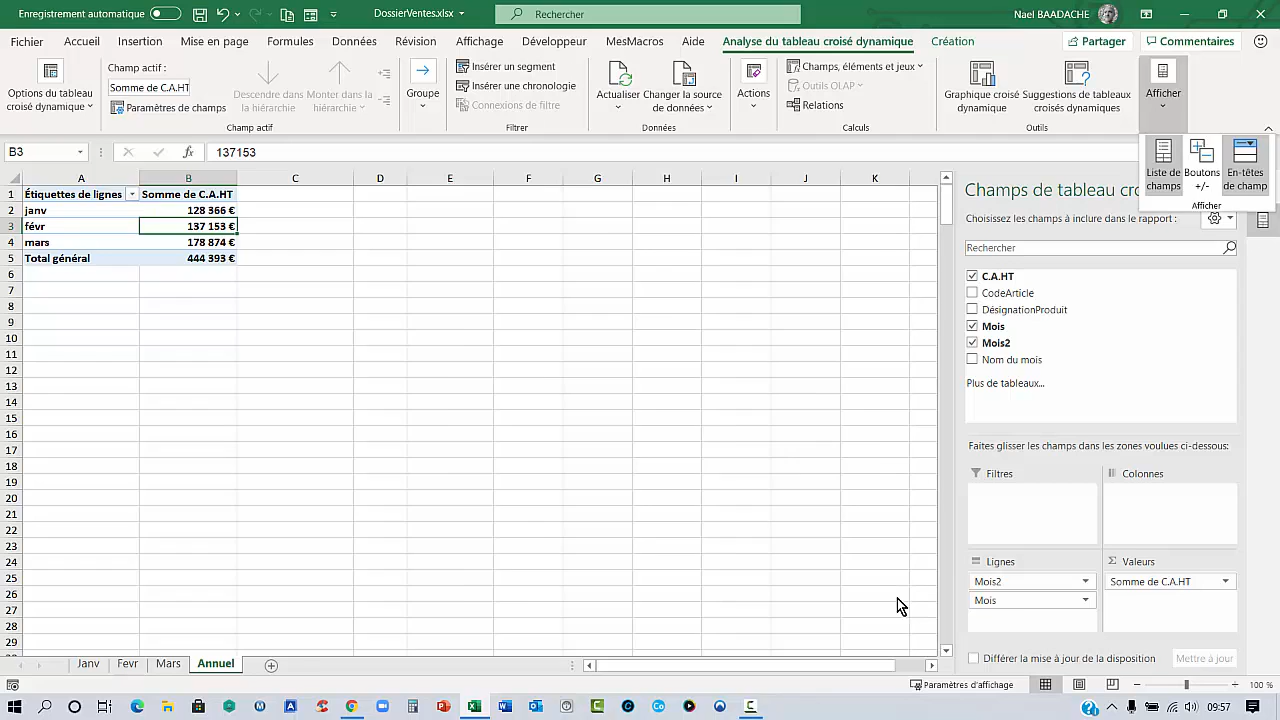 Enregistrement automatique
DossierVentes.xlsx
Rechercher
Nael BAADACHE
Fichier Accueil Insertion Mise en page Formules Données Révision Affichage Développeur MesMacros Aide Analyse du tableau croisé dynamique Création Partager Commentaires
Options du tableau croisé dynamique
Champ actif :
Somme de C.A.HT
Paramètres de champs
Descendre dans la hiérarchie
Monter dans la hiérarchie
Champ actif
Groupe
Insérer un segment
Insérer une chronologie
Connexions de filtre
Filtrer
Actualiser
Changer la source de données
Données
Actions
Champs, éléments et jeux
Outils OLAP
Relations
Calculs
Graphique croisé dynamique
Suggestions de tableaux croisés dynamiques
Outils
Afficher
Liste de champs
Boutons +/-
En-têtes de champ
Afficher
B3
fx
137153
A B C D E F G H I J K
1 Étiquettes de lignes Somme de C.A.HT
2 janv 128 366 €
3 févr 137 153 €
4 mars 178 874 €
5 Total général 444 393 €
6
7
8
9
10
11
12
13
14
15
16
17
18
19
20
21
22
23
24
25
26
27
28
29
Champs de tableau cro
Choisissez les champs à inclure dans le rapport :
Rechercher
C.A.HT
CodeArticle
DésignationProduit
Mois
Mois2
Nom du mois
Plus de tableaux...
Faites glisser les champs dans les zones voulues ci-dessous:
Filtres
Colonnes
Lignes
Σ Valeurs
Mois2
Somme de C.A.HT
Mois
Différer la mise à jour de la disposition
Mettre à jour
Janv Fevr Mars Annuel
Paramètres d'affichage
100 %
09:57